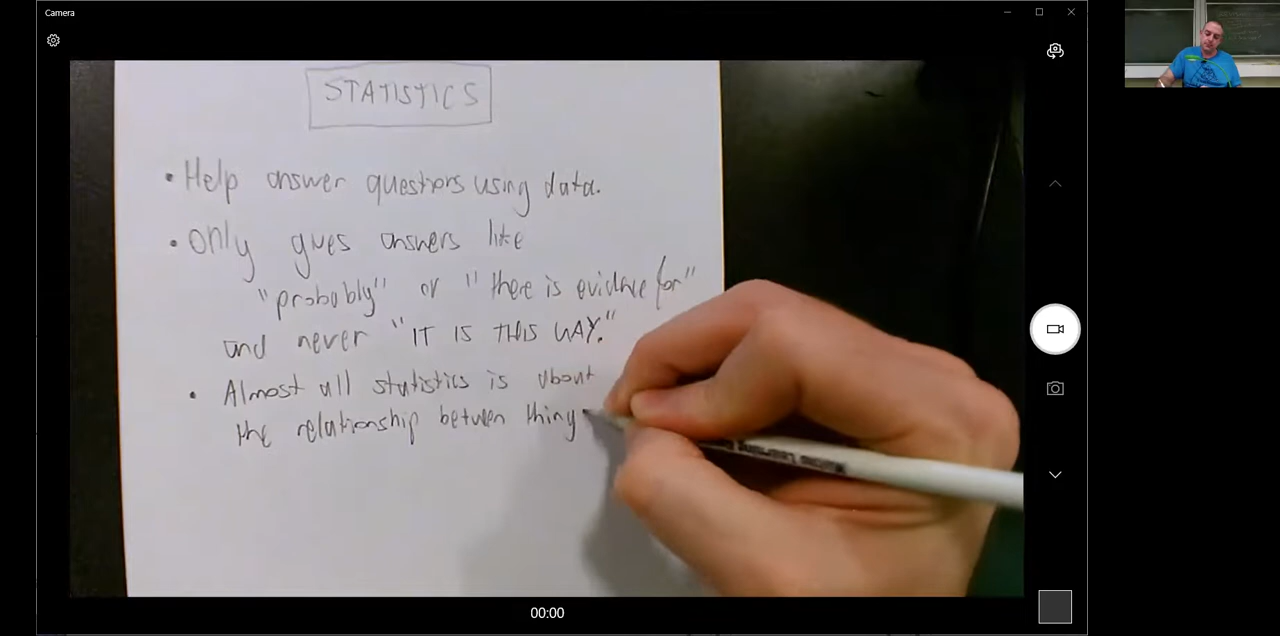 Camera
STATISTICS
• Help answer questions using data.
• Only gives answers like
"probably" or "there is evidence for"
and never "IT IS THIS WAY."
• Almost all statistics is about
the relationship between thing
00:00